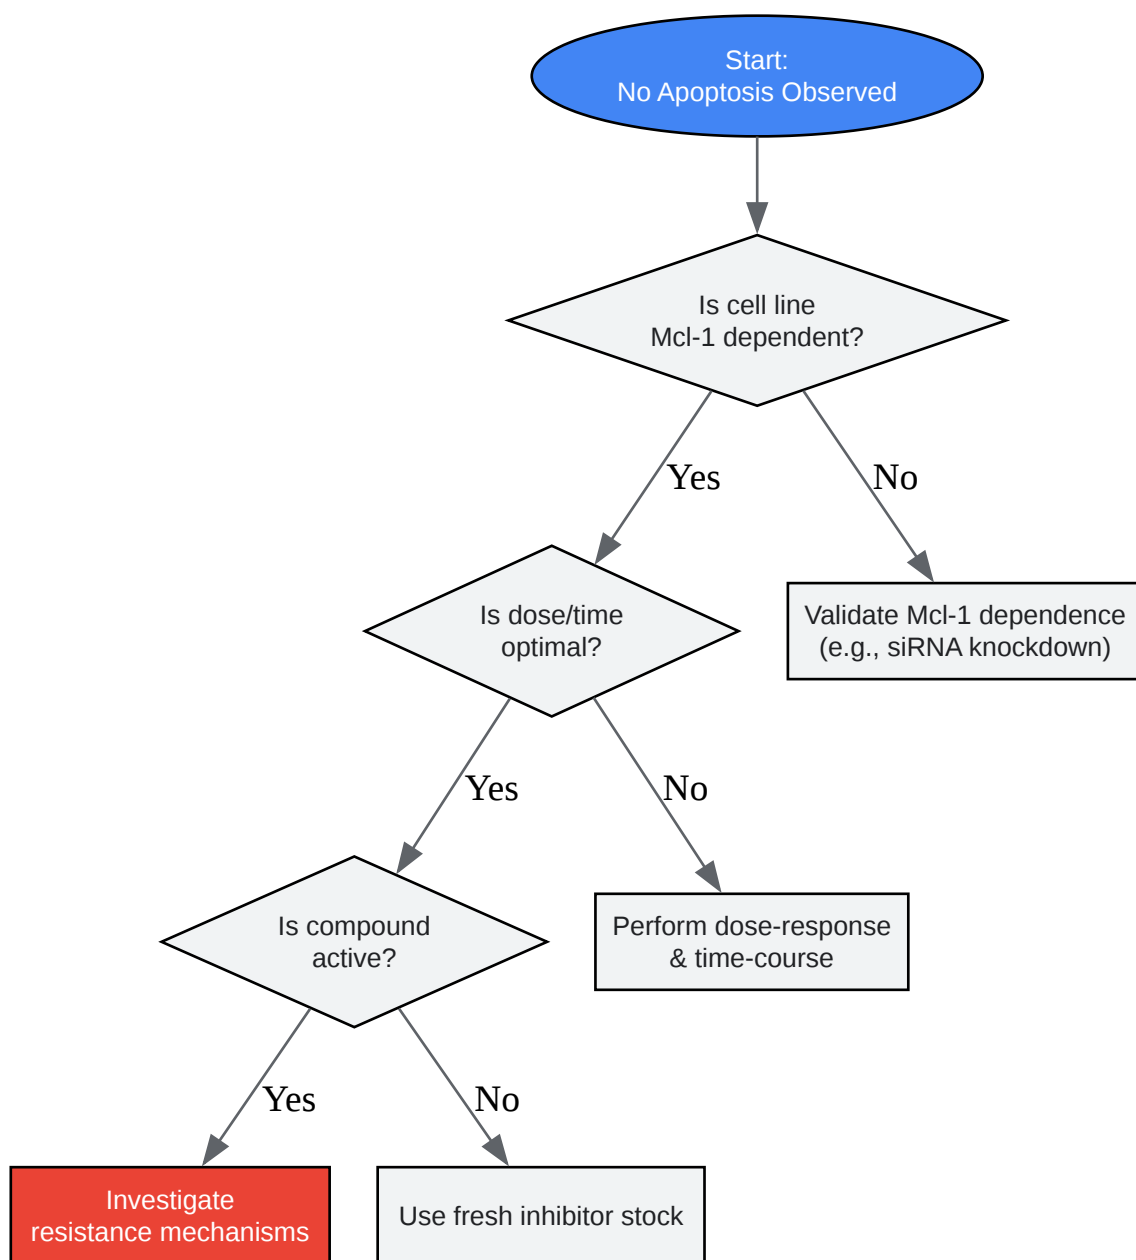 Start:
No Apoptosis Observed
Is cell line
Mcl-1 dependent?
Yes
No
Is dose/time
optimal?
Validate Mcl-1 dependence
(e.g., siRNA knockdown)
Yes
No
Is compound
active?
Perform dose-response
& time-course
Yes
No
Investigate
resistance mechanisms
Use fresh inhibitor stock